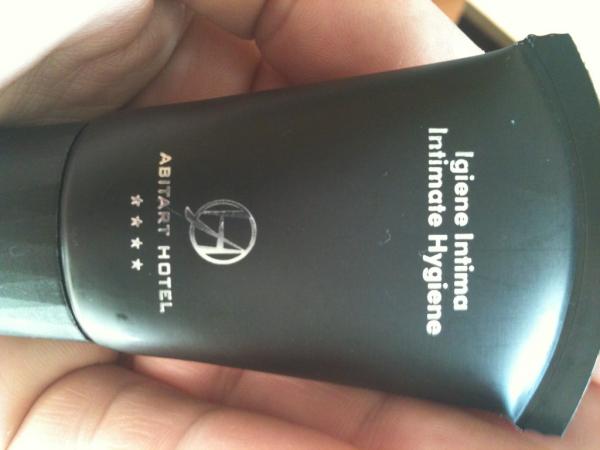 Igiene Intima
Intimate Hygiene
ABITART HOTEL